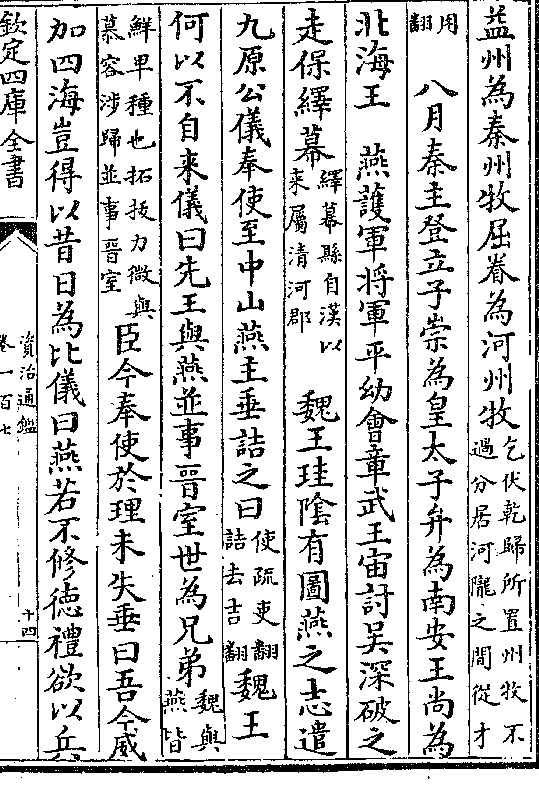 益州為秦州牧屈眷為河州牧乞伏乾歸所置州牧不過分居河隴之間從才
用翻 八月秦主登立子崇為皇太子弁為南安王尚為
北海王 燕護軍將軍平幼會章武王宙討吳深破之
走保繹幕繹幕縣自漢以来屬清河郡 魏王珪隂有圖燕之志遣
九原公儀奉使至中山燕主垂詰之曰使疏吏翻詰去吉翻魏王
何以不自来儀曰先王與燕並事晉室世為兄弟魏與燕皆
鮮卑種也拓拔力微與慕容涉歸並事晉室臣今奉使於理未失垂曰吾今威
加四海豈得以昔日為比儀曰燕若不修徳禮欲以兵
欽定四庫全書
資治通鑑
卷一百七
十四